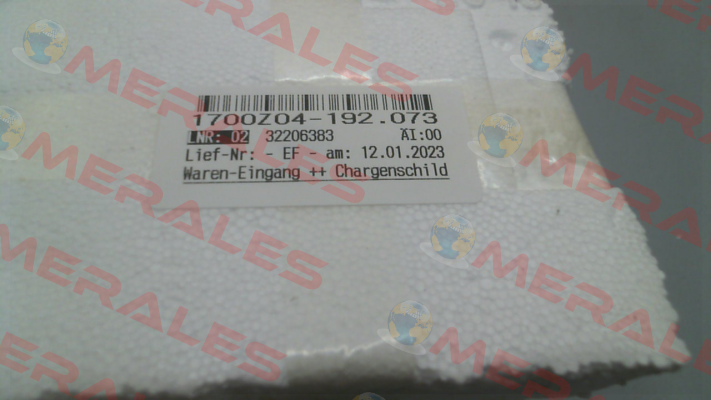 1700Z04-192.073
LNR: 02 32206383 ÄI:00
Lief-Nr: - EF - am: 12.01.2023
Waren-Eingang ++ Chargenschild
MERALES
MERALES
MERALES
MERALES
MERALES
MERALES